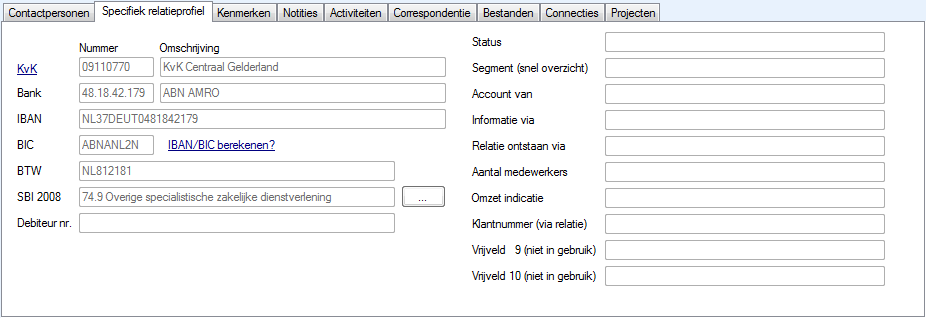 Contactpersonen Specifiek relatieprofiel Kenmerken Notities Activiteiten Correspondentie Bestanden Connecties Projecten
Nummer Omschrijving
KvK 09110770 KvK Centraal Gelderland
Bank 48.18.42.179 ABN AMRO
IBAN NL37DEUT0481842179
BIC ABNANL2N IBAN/BIC berekenen?
BTW NL812181
SBI 2008 74.9 Overige specialistische zakelijke dienstverlening ...
Debiteur nr.
Status
Segment (snel overzicht)
Account van
Informatie via
Relatie ontstaan via
Aantal medewerkers
Omzet indicatie
Klantnummer (via relatie)
Vrijveld 9 (niet in gebruik)
Vrijveld 10 (niet in gebruik)